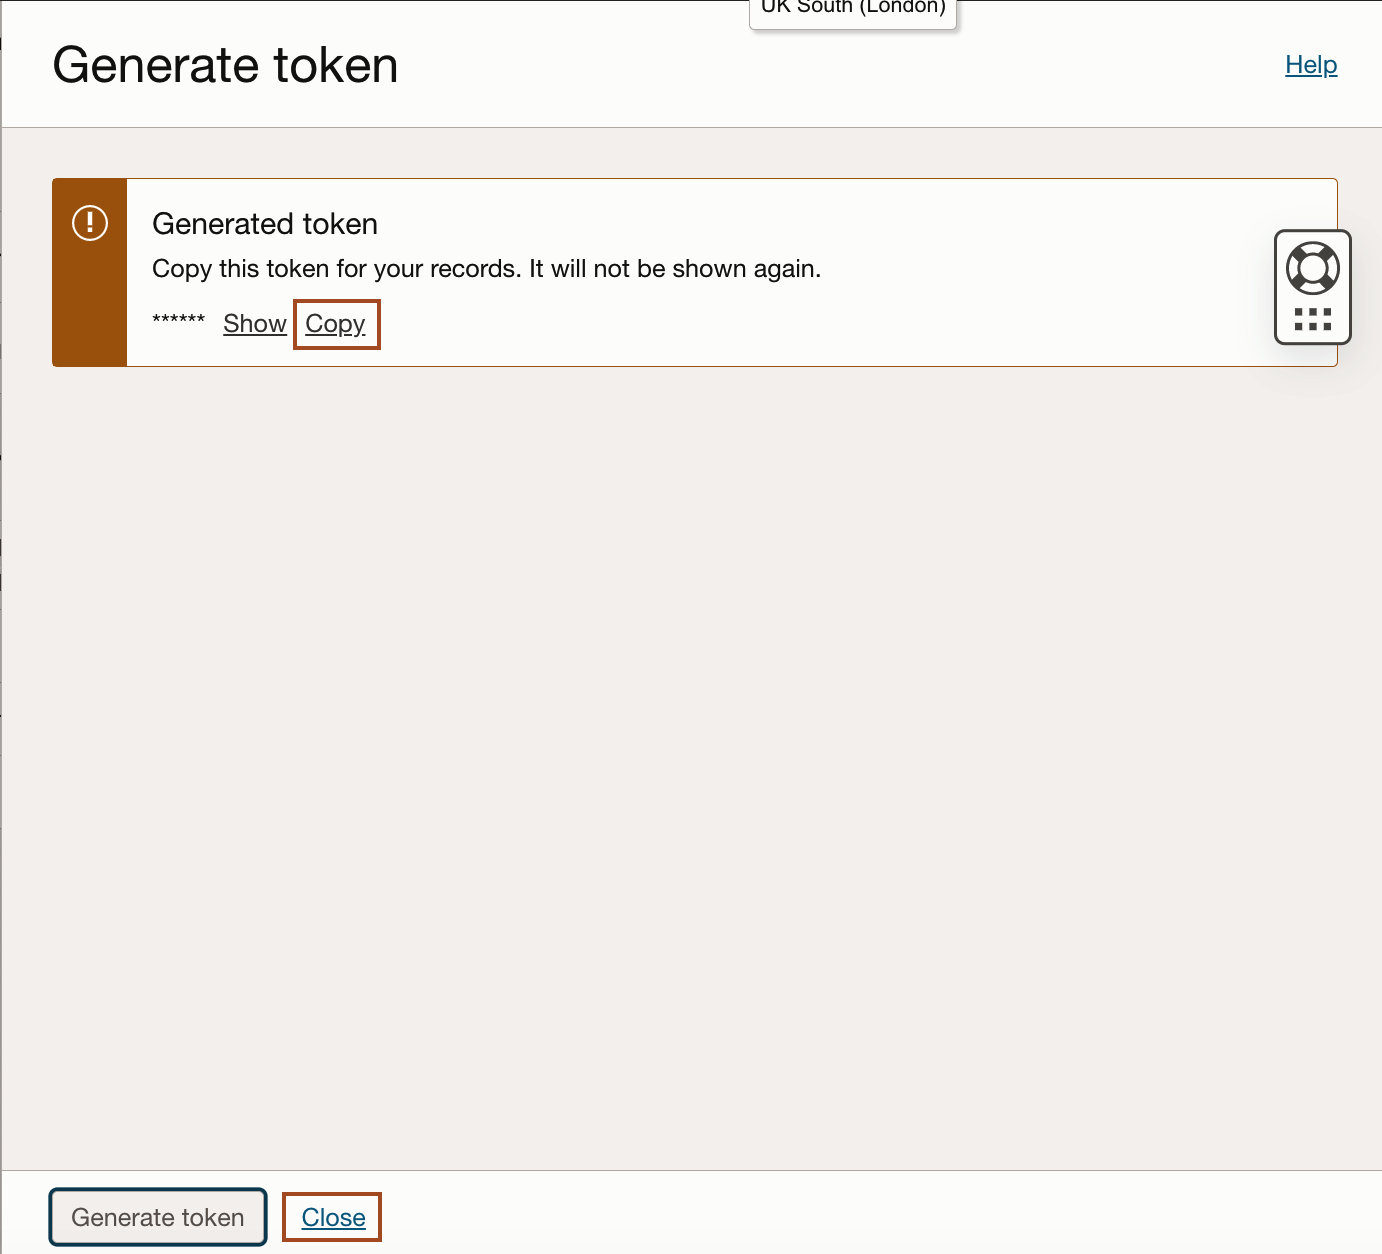 UK South (London)
Generate token
Help
Generated token
Copy this token for your records. It will not be shown again.
****** Show Copy
Generate token Close